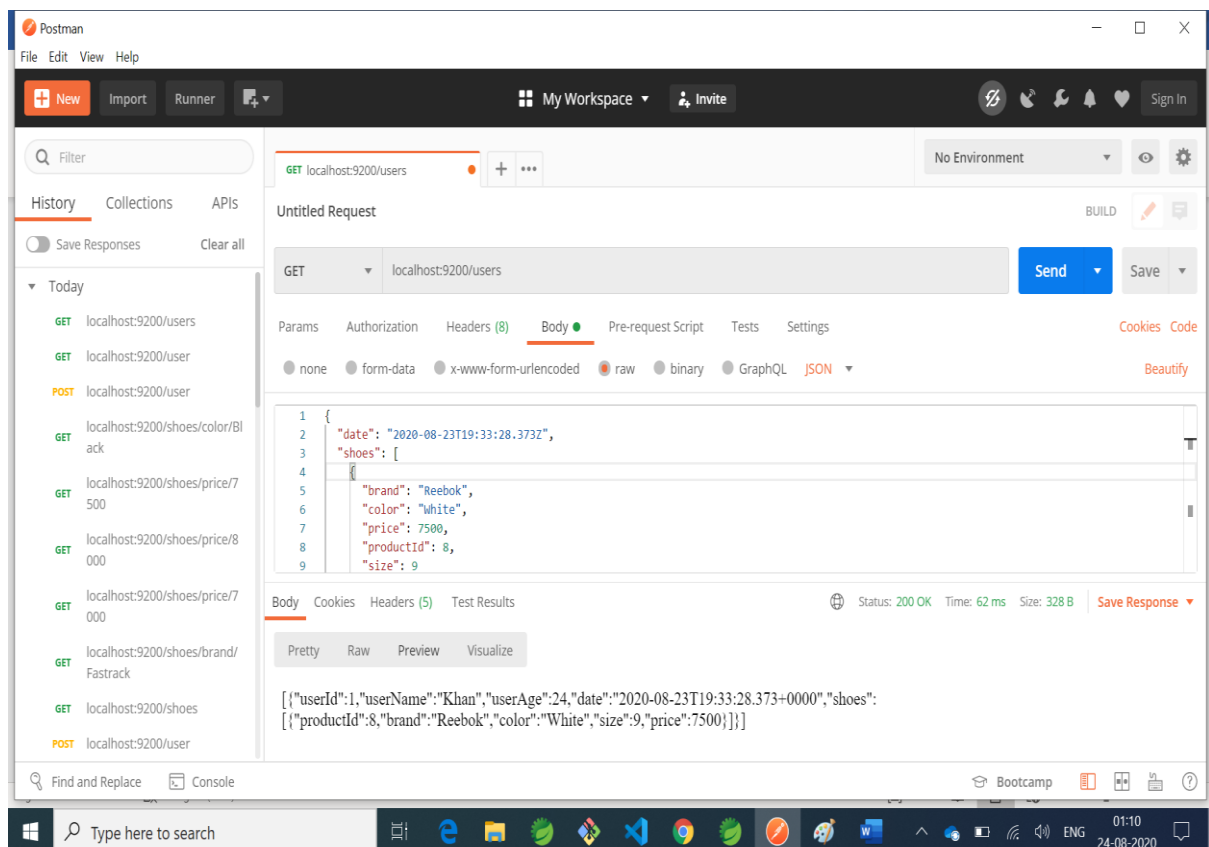 Postman
File Edit View Help
New Import Runner My Workspace Invite Sign In
Filter
GET localhost:9200/users
No Environment
History Collections APIs
Untitled Request
BUILD
Save Responses Clear all
GET localhost:9200/users
Send Save
Today
GET localhost:9200/users
GET localhost:9200/user
POST localhost:9200/user
GET localhost:9200/shoes/color/Bl
ack
GET localhost:9200/shoes/price/7
500
GET localhost:9200/shoes/price/8
000
GET localhost:9200/shoes/price/7
000
GET localhost:9200/shoes/brand/
Fastrack
GET localhost:9200/shoes
POST localhost:9200/user
Params Authorization Headers (8) Body Pre-request Script Tests Settings Cookies Code
none form-data x-www-form-urlencoded raw binary GraphQL JSON Beautify
1 {
2 "date": "2020-08-23T19:33:28.373Z",
3 "shoes": [
4 {
5 "brand": "Reebok",
6 "color": "White",
7 "price": 7500,
8 "productId": 8,
9 "size": 9
Body Cookies Headers (5) Test Results Status: 200 OK Time: 62 ms Size: 328 B Save Response
Pretty Raw Preview Visualize
[{"userId":1,"userName":"Khan","userAge":24,"date":"2020-08-23T19:33:28.373+0000","shoes":
[{"productId":8,"brand":"Reebok","color":"White","size":9,"price":7500}]}]
Find and Replace Console Bootcamp
Type here to search
ENG
01:10
24-08-2020